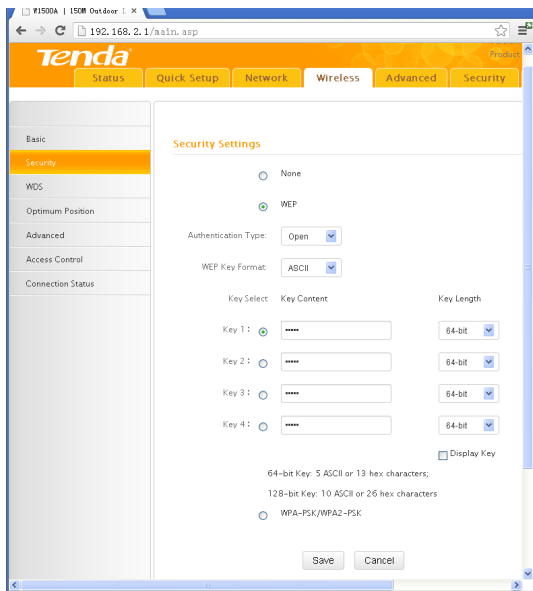 W1500A | 150M Outdoor L ×
192.168.2.1/main.asp
Tenda
Product
Status Quick Setup Network Wireless Advanced Security
Basic
Security
WDS
Optimum Position
Advanced
Access Control
Connection Status
Security Settings
None
WEP
Authentication Type: Open
WEP Key Format: ASCII
Key Select Key Content Key Length
Key 1: ••••• 64-bit
Key 2: ••••• 64-bit
Key 3: ••••• 64-bit
Key 4: ••••• 64-bit
Display Key
64-bit Key: 5 ASCII or 13 hex characters;
128-bit Key: 10 ASCII or 26 hex characters
WPA-PSK/WPA2-PSK
Save Cancel